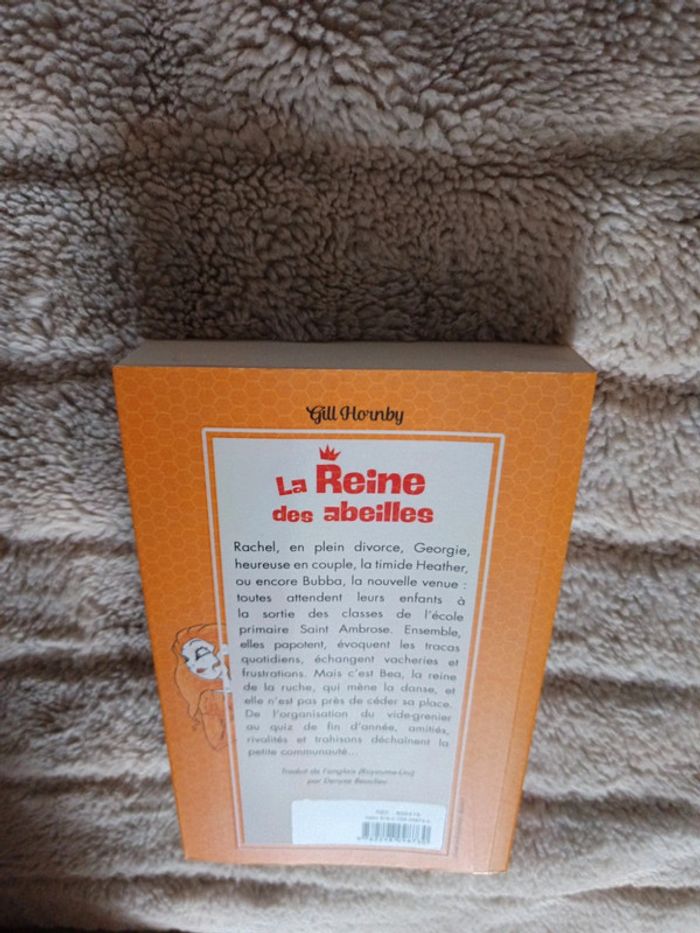 Gill Hornby
La Reine
des abeilles
Rachel, en plein divorce, Georgie,
heureuse en couple, la timide Heather,
ou encore Bubba, la nouvelle venue :
toutes attendent leurs enfants à
la sortie des classes de l'école
primaire Saint Ambrose. Ensemble,
elles papotent, évoquent les tracas
quotidiens, échangent vacheries et
frustrations. Mais c'est Bea, la reine
de la ruche, qui mène la danse, et
elle n'est pas près de céder sa place.
De l'organisation du vide-grenier
au quiz de fin d'année, amitiés,
rivalités et trahisons déchaînent la
petite communauté...
Traduit de l'anglais (Royaume-Uni)
par Denyse Beaulieu